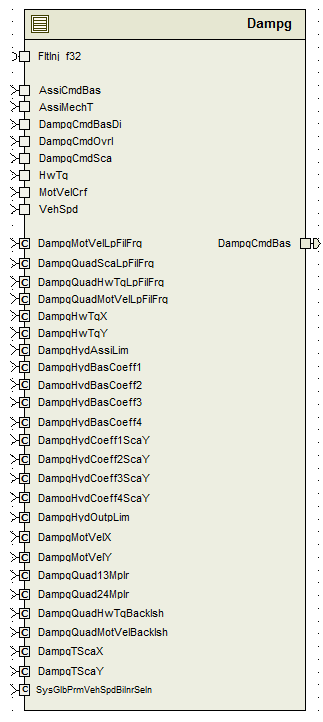 Dampg
FltInj f32
AssiCmdBas
AssiMechT
DampgCmdBasDi
DampgCmdOvrl
DampgCmdSca
HwTq
MotVelCrf
VehSpd
C DampgMotVelLpFilFrq DampgCmdBas
C DampgQuadScaLpFilFrq
C DampgQuadHwTqLpFilFrq
C DampgQuadMotVelLpFilFrq
C DampgHwTqX
C DampgHwTqY
C DampgHydAssiLim
C DampgHydBasCoeff1
C DampgHydBasCoeff2
C DampgHydBasCoeff3
C DampgHydBasCoeff4
C DampgHydCoeff1ScaY
C DampgHydCoeff2ScaY
C DampgHydCoeff3ScaY
C DampgHydCoeff4ScaY
C DampgHydOutpLim
C DampgMotVelX
C DampgMotVelY
C DampgQuad13Mplr
C DampgQuad24Mplr
C DampgQuadHwTqBacklsh
C DampgQuadMotVelBacklsh
C DampgTScaX
C DampgTScaY
C SysGlbPrmVehSpdBilnrSeln